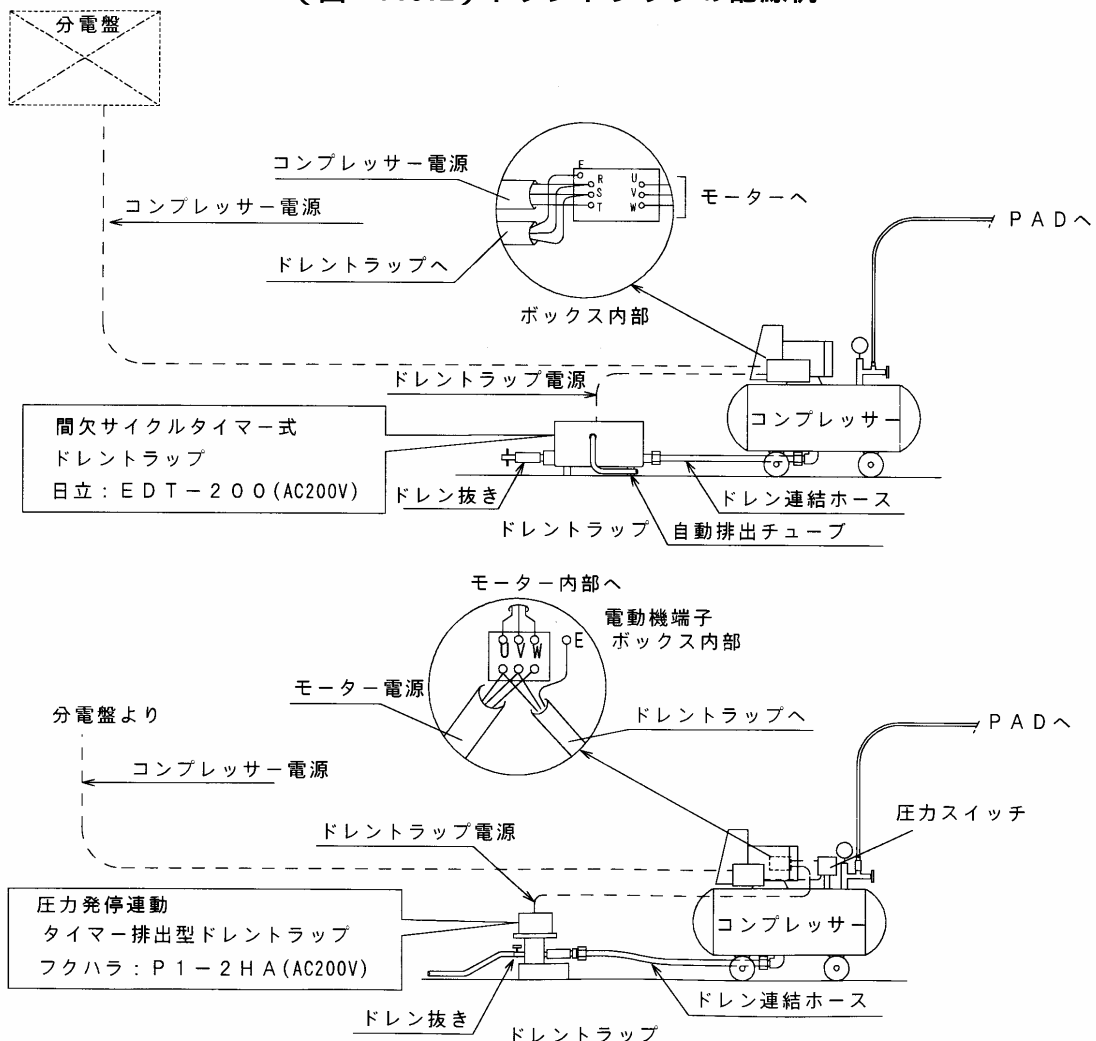 分電盤
コンプレッサー電源
コンプレッサー電源
ドレントラップへ
E
R
S
T
U
V
W
モーターへ
ボックス内部
PADへ
ドレントラップ電源
コンプレッサー
間欠サイクルタイマー式
ドレントラップ
日立：EDT－200(AC200V)
ドレン抜き
ドレン連結ホース
ドレントラップ
自動排出チューブ
モーター内部へ
電動機端子
ボックス内部
U V W
E
モーター電源
ドレントラップへ
分電盤より
コンプレッサー電源
PADへ
圧力スイッチ
ドレントラップ電源
コンプレッサー
圧力発停連動
タイマー排出型ドレントラップ
フクハラ：P1－2HA(AC200V)
ドレン抜き
ドレン連結ホース
ドレントラップ